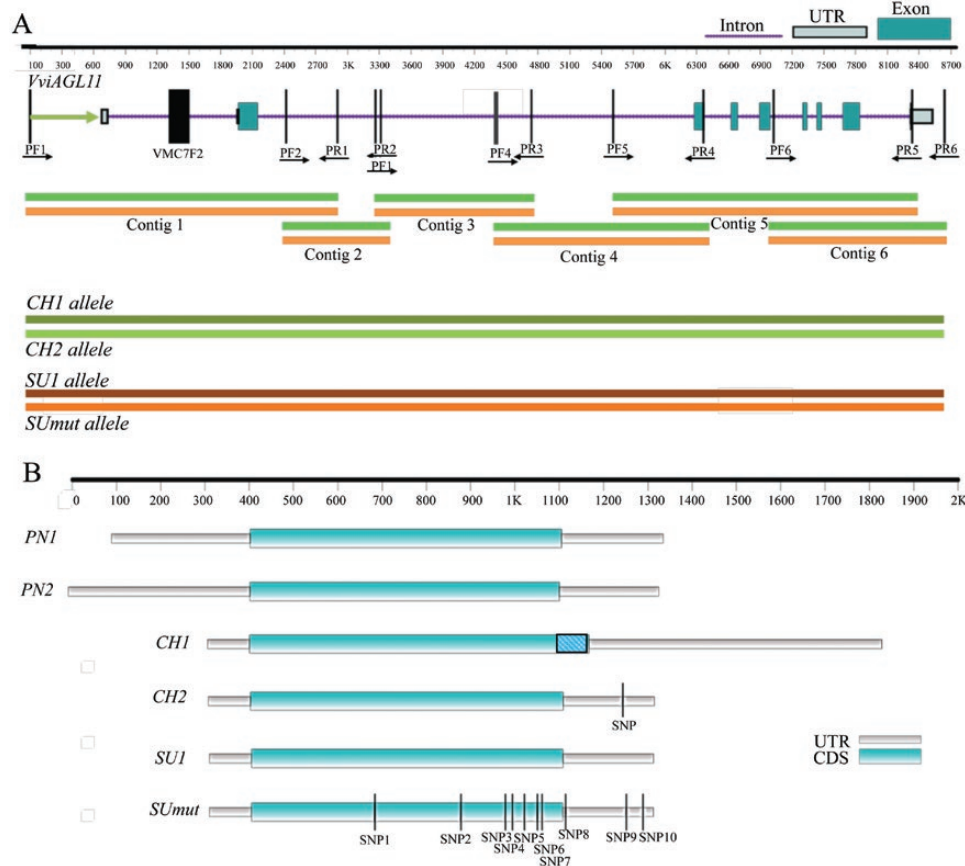 A
Intron UTR Exon
100 300 600 900 1200 1500 1800 2100 2400 2700 3K 3300 3600 3900 4200 4500 4800 5100 5400 5700 6K 6300 6600 6900 7200 7500 7800 8100 8400 8700
VviAGL11
PF1 VMC7F2 PF2 PR1 PR2 PF4 PR3 PF5 PR4 PF6 PR5 PR6
PF1
Contig 1 Contig 3 Contig 5
Contig 2 Contig 4 Contig 6
CH1 allele
CH2 allele
SU1 allele
SUmut allele
B
0 100 200 300 400 500 600 700 800 900 1K 1100 1200 1300 1400 1500 1600 1700 1800 1900 2K
PN1
PN2
CH1
CH2
SNP
UTR
SU1
CDS
SUmut
SNP1 SNP2 SNP3 SNP5 SNP8 SNP9 SNP10
SNP4 SNP6
SNP7